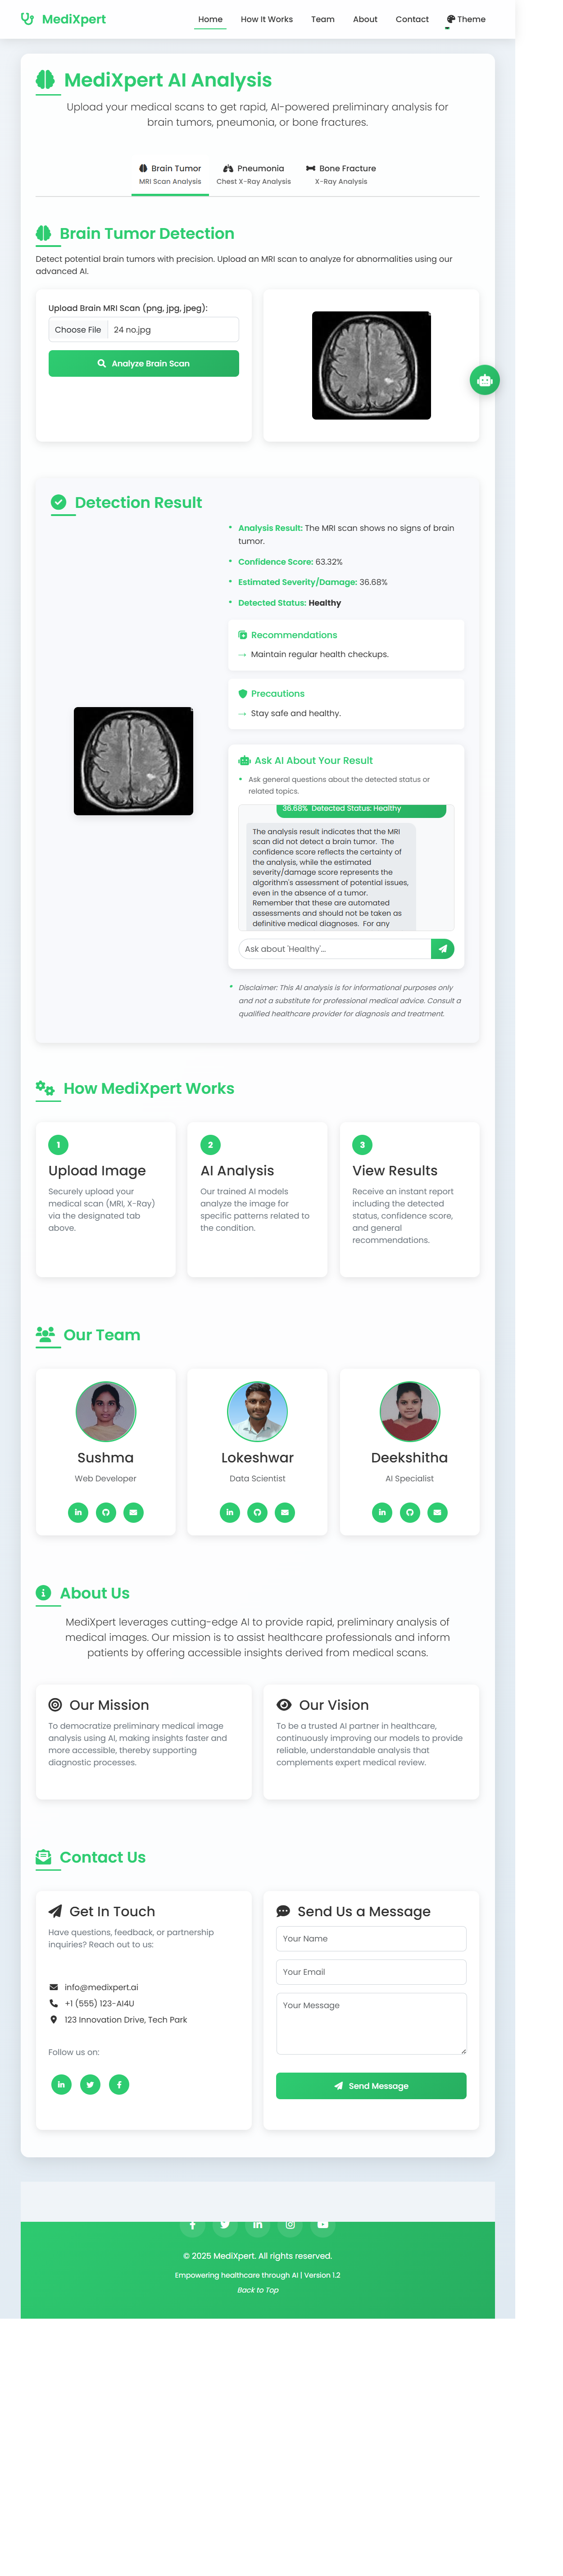 MediXpert
Home How It Works Team About Contact Theme
MediXpert AI Analysis
Upload your medical scans to get rapid, AI-powered preliminary analysis for
brain tumors, pneumonia, or bone fractures.
Brain Tumor
MRI Scan Analysis
Pneumonia
Chest X-Ray Analysis
Bone Fracture
X-Ray Analysis
Brain Tumor Detection
Detect potential brain tumors with precision. Upload an MRI scan to analyze for abnormalities using our
advanced AI.
Upload Brain MRI Scan (png, jpg, jpeg):
Choose File 24 no.jpg
Analyze Brain Scan
Detection Result
Analysis Result: The MRI scan shows no signs of brain
tumor.
Confidence Score: 63.32%
Estimated Severity/Damage: 36.68%
Detected Status: Healthy
Recommendations
→ Maintain regular health checkups.
Precautions
→ Stay safe and healthy.
Ask AI About Your Result
Ask general questions about the detected status or
related topics.
36.68% Detected Status: Healthy
The analysis result indicates that the MRI
scan did not detect a brain tumor. The
confidence score reflects the certainty of
the analysis, while the estimated
severity/damage score represents the
algorithm's assessment of potential issues,
even in the absence of a tumor.
Remember that these are automated
assessments and should not be taken as
definitive medical diagnoses. For any
Ask about 'Healthy'...
Disclaimer: This AI analysis is for informational purposes only
and not a substitute for professional medical advice. Consult a
qualified healthcare provider for diagnosis and treatment.
How MediXpert Works
1
Upload Image
Securely upload your
medical scan (MRI, X-Ray)
via the designated tab
above.
2
AI Analysis
Our trained AI models
analyze the image for
specific patterns related to
the condition.
3
View Results
Receive an instant report
including the detected
status, confidence score,
and general
recommendations.
Our Team
Sushma
Web Developer
Lokeshwar
Data Scientist
Deekshitha
AI Specialist
About Us
MediXpert leverages cutting-edge AI to provide rapid, preliminary analysis of
medical images. Our mission is to assist healthcare professionals and inform
patients by offering accessible insights derived from medical scans.
Our Mission
To democratize preliminary medical image
analysis using AI, making insights faster and
more accessible, thereby supporting
diagnostic processes.
Our Vision
To be a trusted AI partner in healthcare,
continuously improving our models to provide
reliable, understandable analysis that
complements expert medical review.
Contact Us
Get In Touch
Have questions, feedback, or partnership
inquiries? Reach out to us:
info@medixpert.ai
+1 (555) 123-AI4U
123 Innovation Drive, Tech Park
Follow us on:
Send Us a Message
Your Name
Your Email
Your Message
Send Message
© 2025 MediXpert. All rights reserved.
Empowering healthcare through AI | Version 1.2
Back to Top